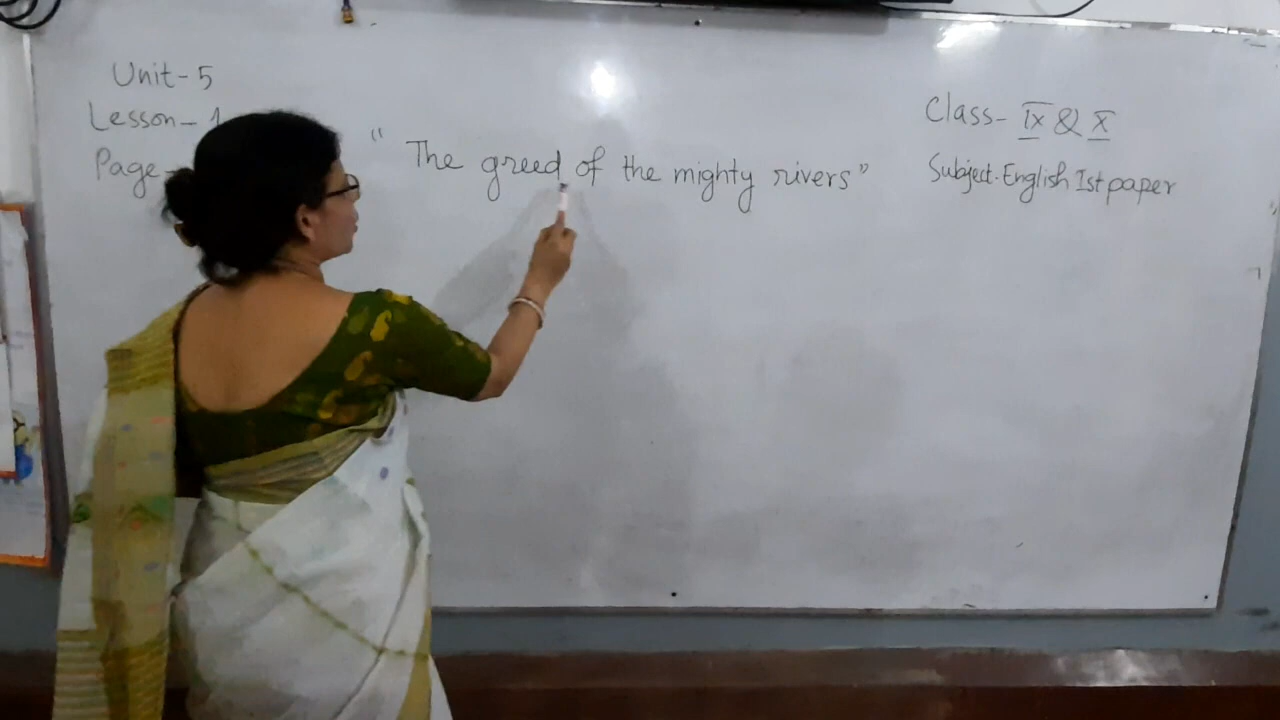 Unit-5
Lesson-1
Page-
"The greed of the mighty rivers"
Class- IX & X
Subject-English 1st paper